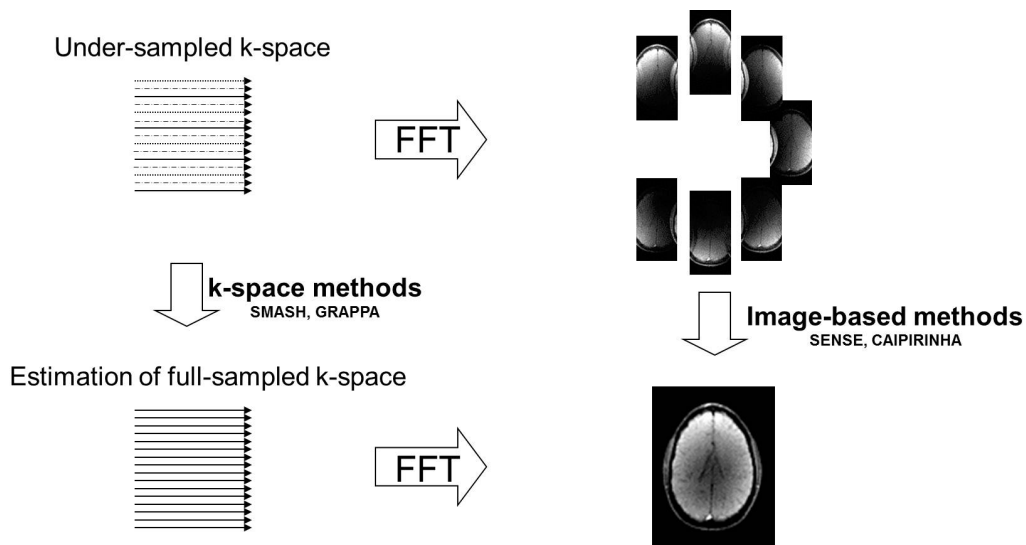 Under-sampled k-space
FFT
k-space methods
SMASH, GRAPPA
Image-based methods
SENSE, CAIPIRINHA
Estimation of full-sampled k-space
FFT